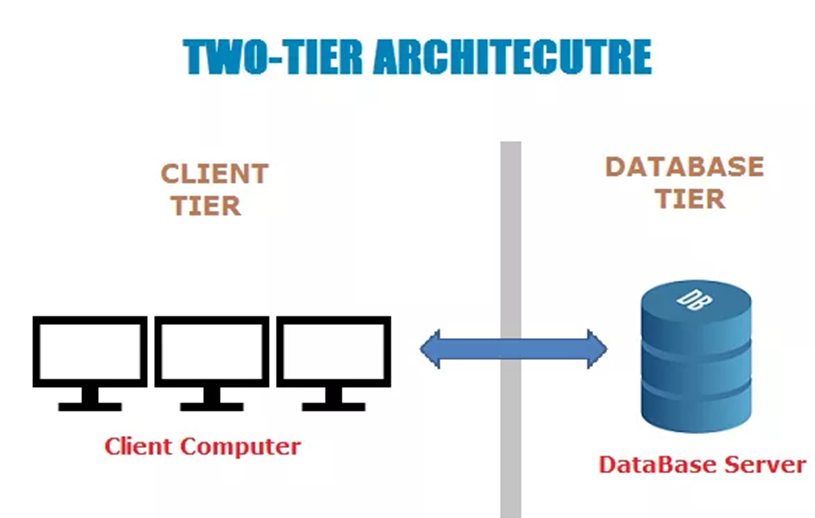 TWO-TIER ARCHITECUTRE
CLIENT
TIER
DATABASE
TIER
DB
Client Computer
DataBase Server